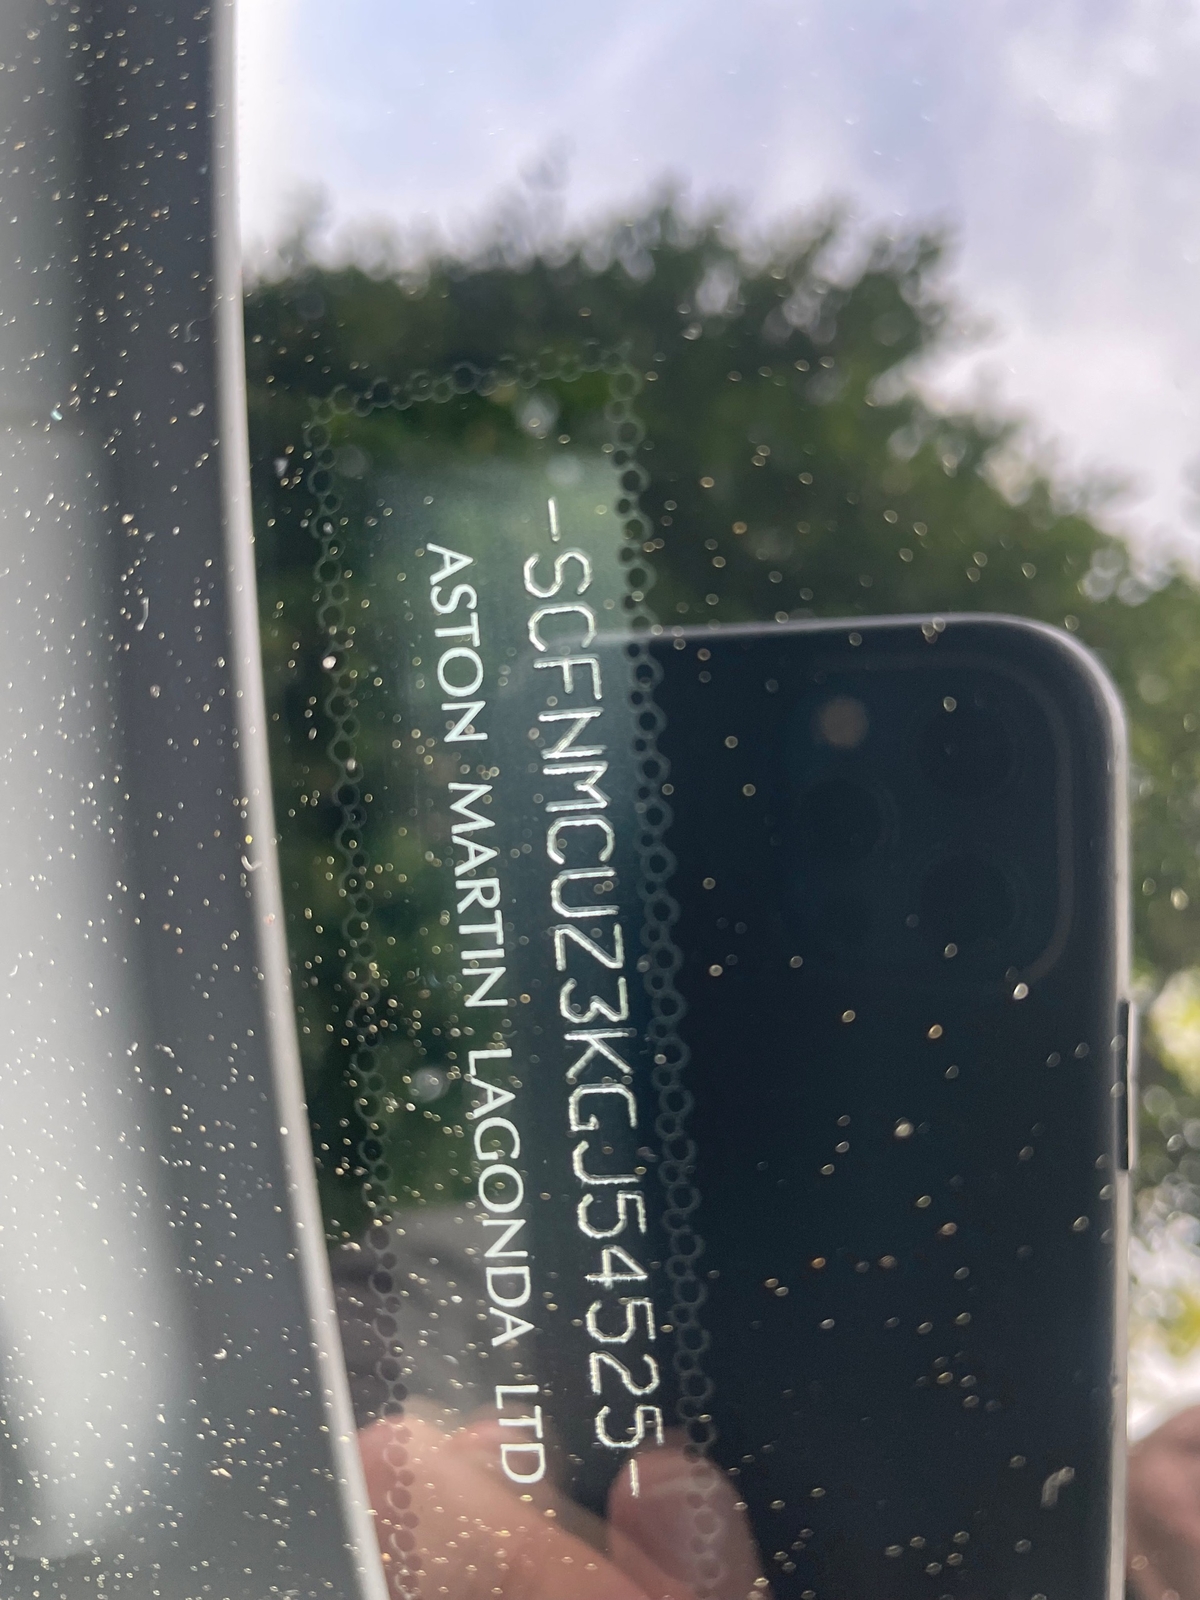 -SCFNMCUZ3KGJ54525-
ASTON MARTIN LAGONDA LTD